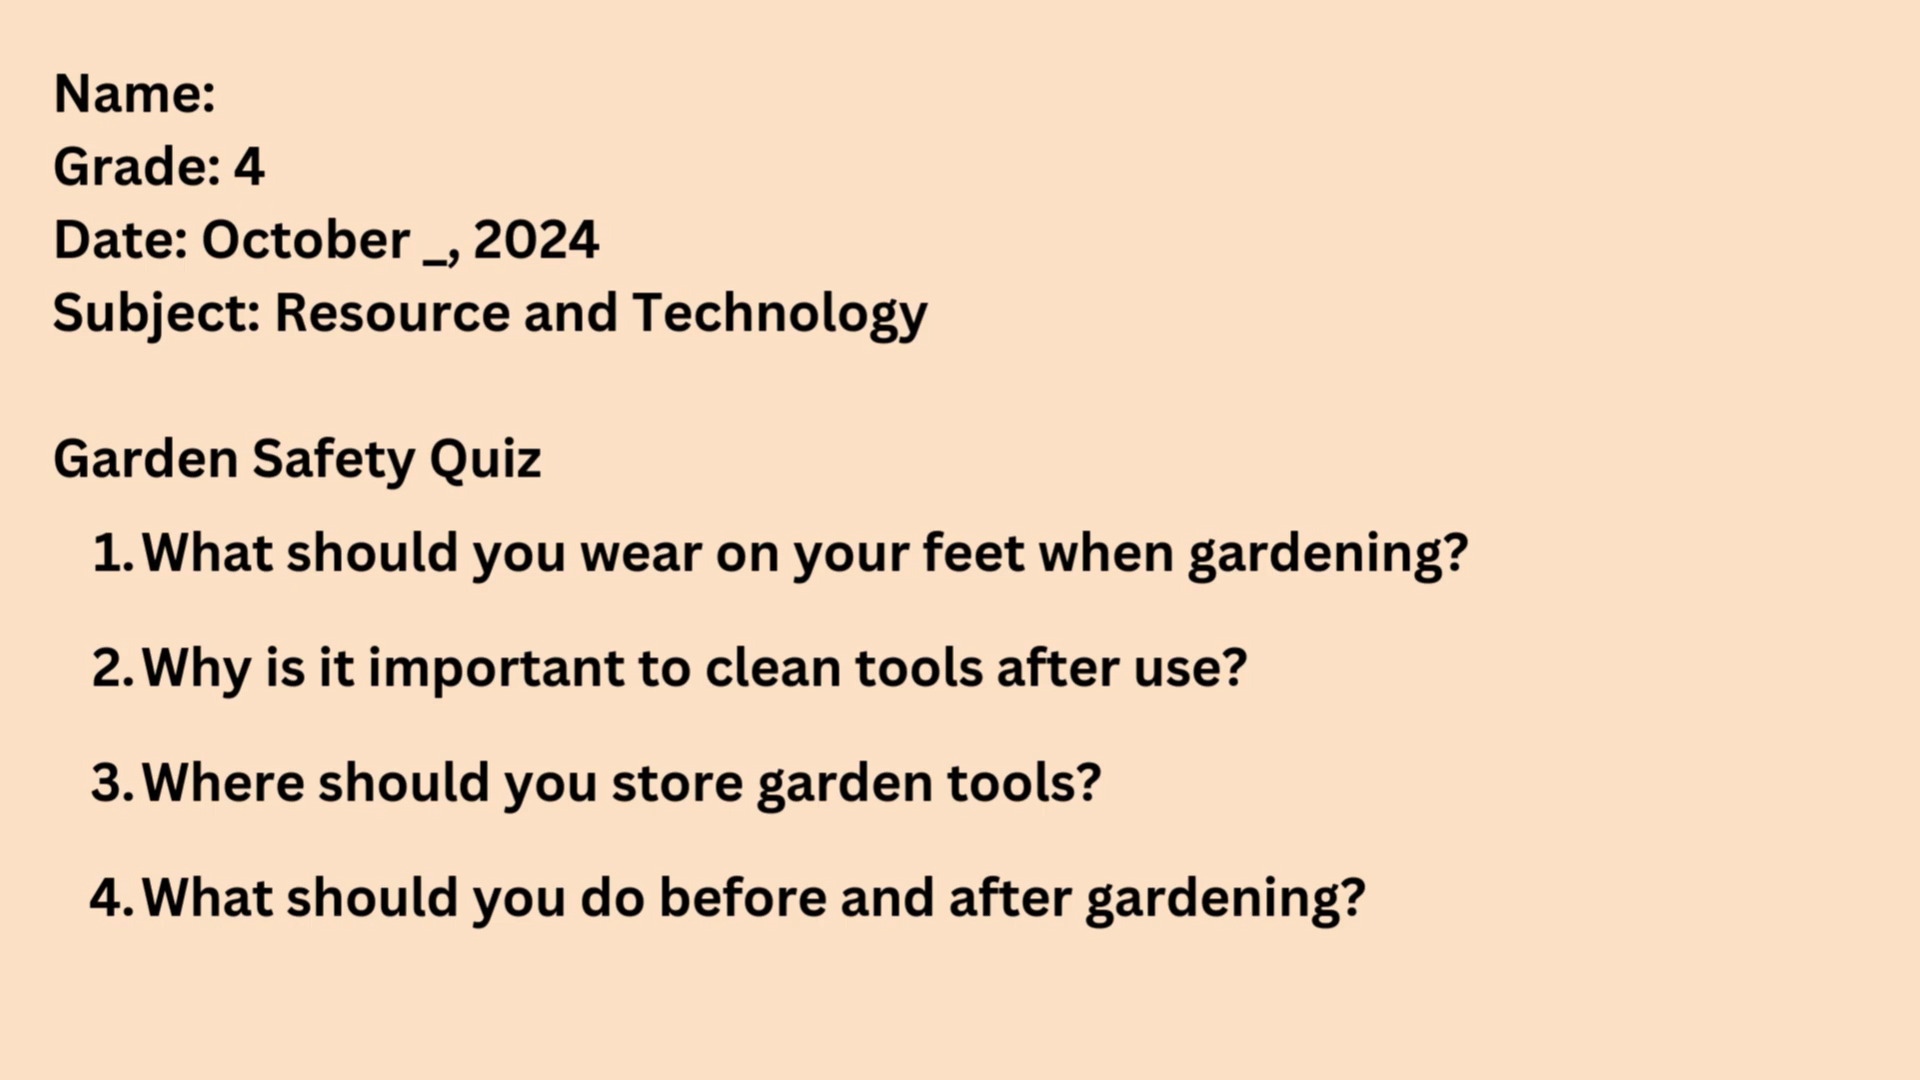 Name:
Grade: 4
Date: October _, 2024
Subject: Resource and Technology
Garden Safety Quiz
1. What should you wear on your feet when gardening?
2. Why is it important to clean tools after use?
3. Where should you store garden tools?
4. What should you do before and after gardening?